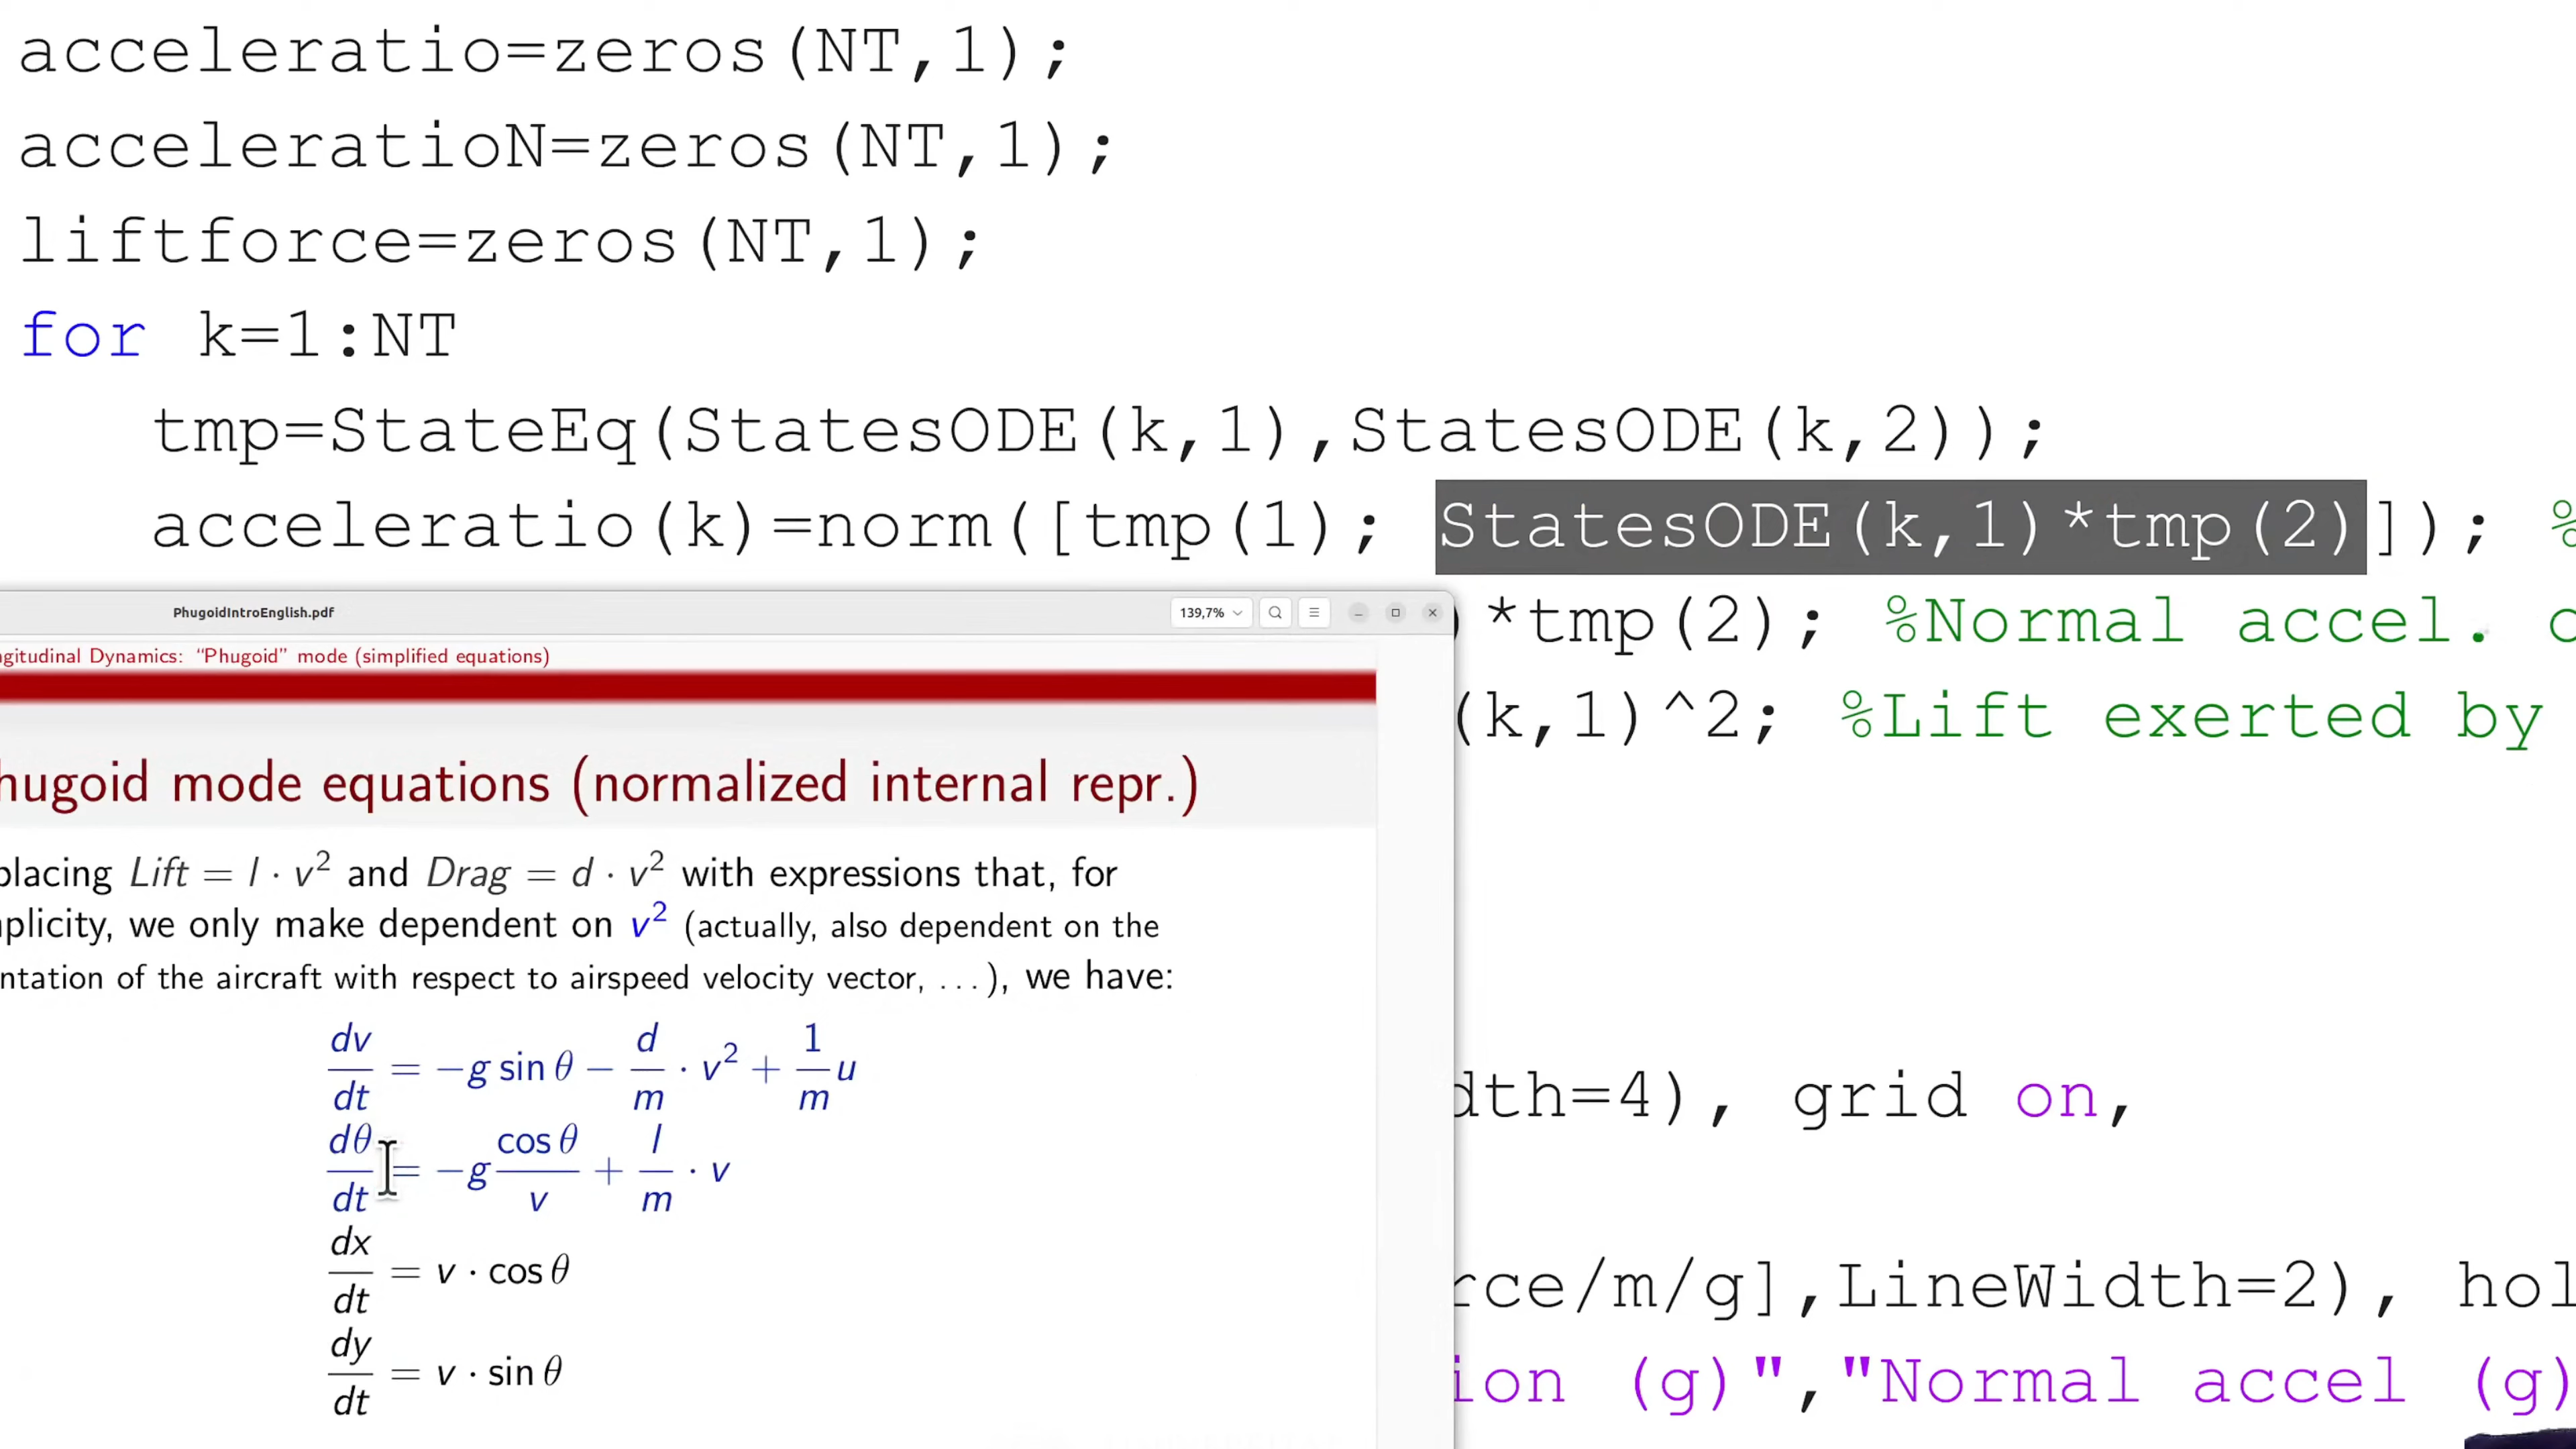 acceleratio=zeros(NT,1);
acceleratioN=zeros(NT,1);
liftforce=zeros(NT,1);
for k=1:NT
tmp=StateEq(StatesODE(k,1),StatesODE(k,2));
acceleratio(k)=norm([tmp(1); StatesODE(k,1)*tmp(2)]); %
)*tmp(2); %Normal accel.
(k,1)^2; %Lift exerted by
dth=4), grid on,
rce/m/g],LineWidth=2), hol
ion (g)","Normal accel (g)
PhugoidIntroEnglish.pdf
139,7%
gitudinal Dynamics: “Phugoid” mode (simplified equations)
hugoid mode equations (normalized internal repr.)
placing Lift = l · v² and Drag = d · v² with expressions that, for
plicity, we only make dependent on v² (actually, also dependent on the
ntation of the aircraft with respect to airspeed velocity vector, ...), we have:
dv/dt = −g sin θ − d/m · v² + 1/m u
dθ/dt = −g cos θ/v + l/m · v
dx/dt = v · cos θ
dy/dt = v · sin θ